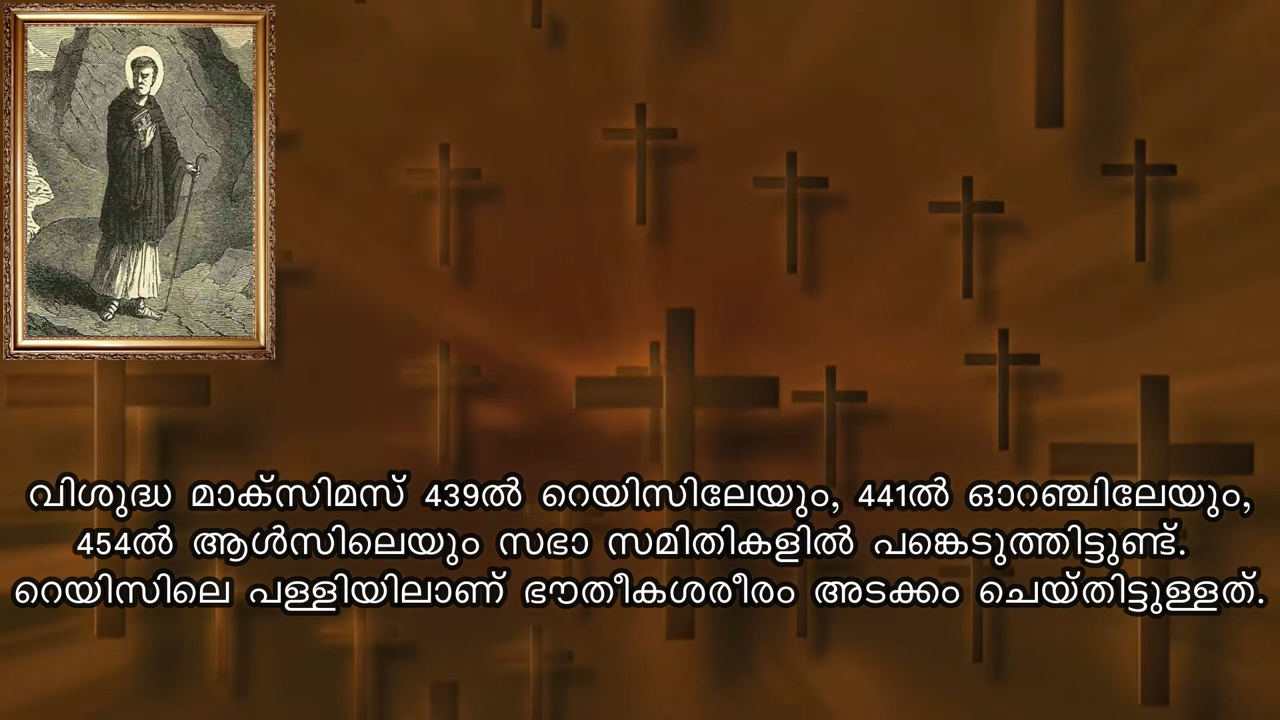 വിശുദ്ധ മാക്സിമസ് 439ൽ റെയിസിലേയും, 441ൽ ഓറഞ്ചിലേയും,
454ൽ ആൾസിലെയും സഭാ സമിതികളിൽ പങ്കെടുത്തിട്ടുണ്ട്.
റെയിസിലെ പള്ളിയിലാണ് ഭൗതീകശരീരം അടക്കം ചെയ്തിട്ടുള്ളത്.